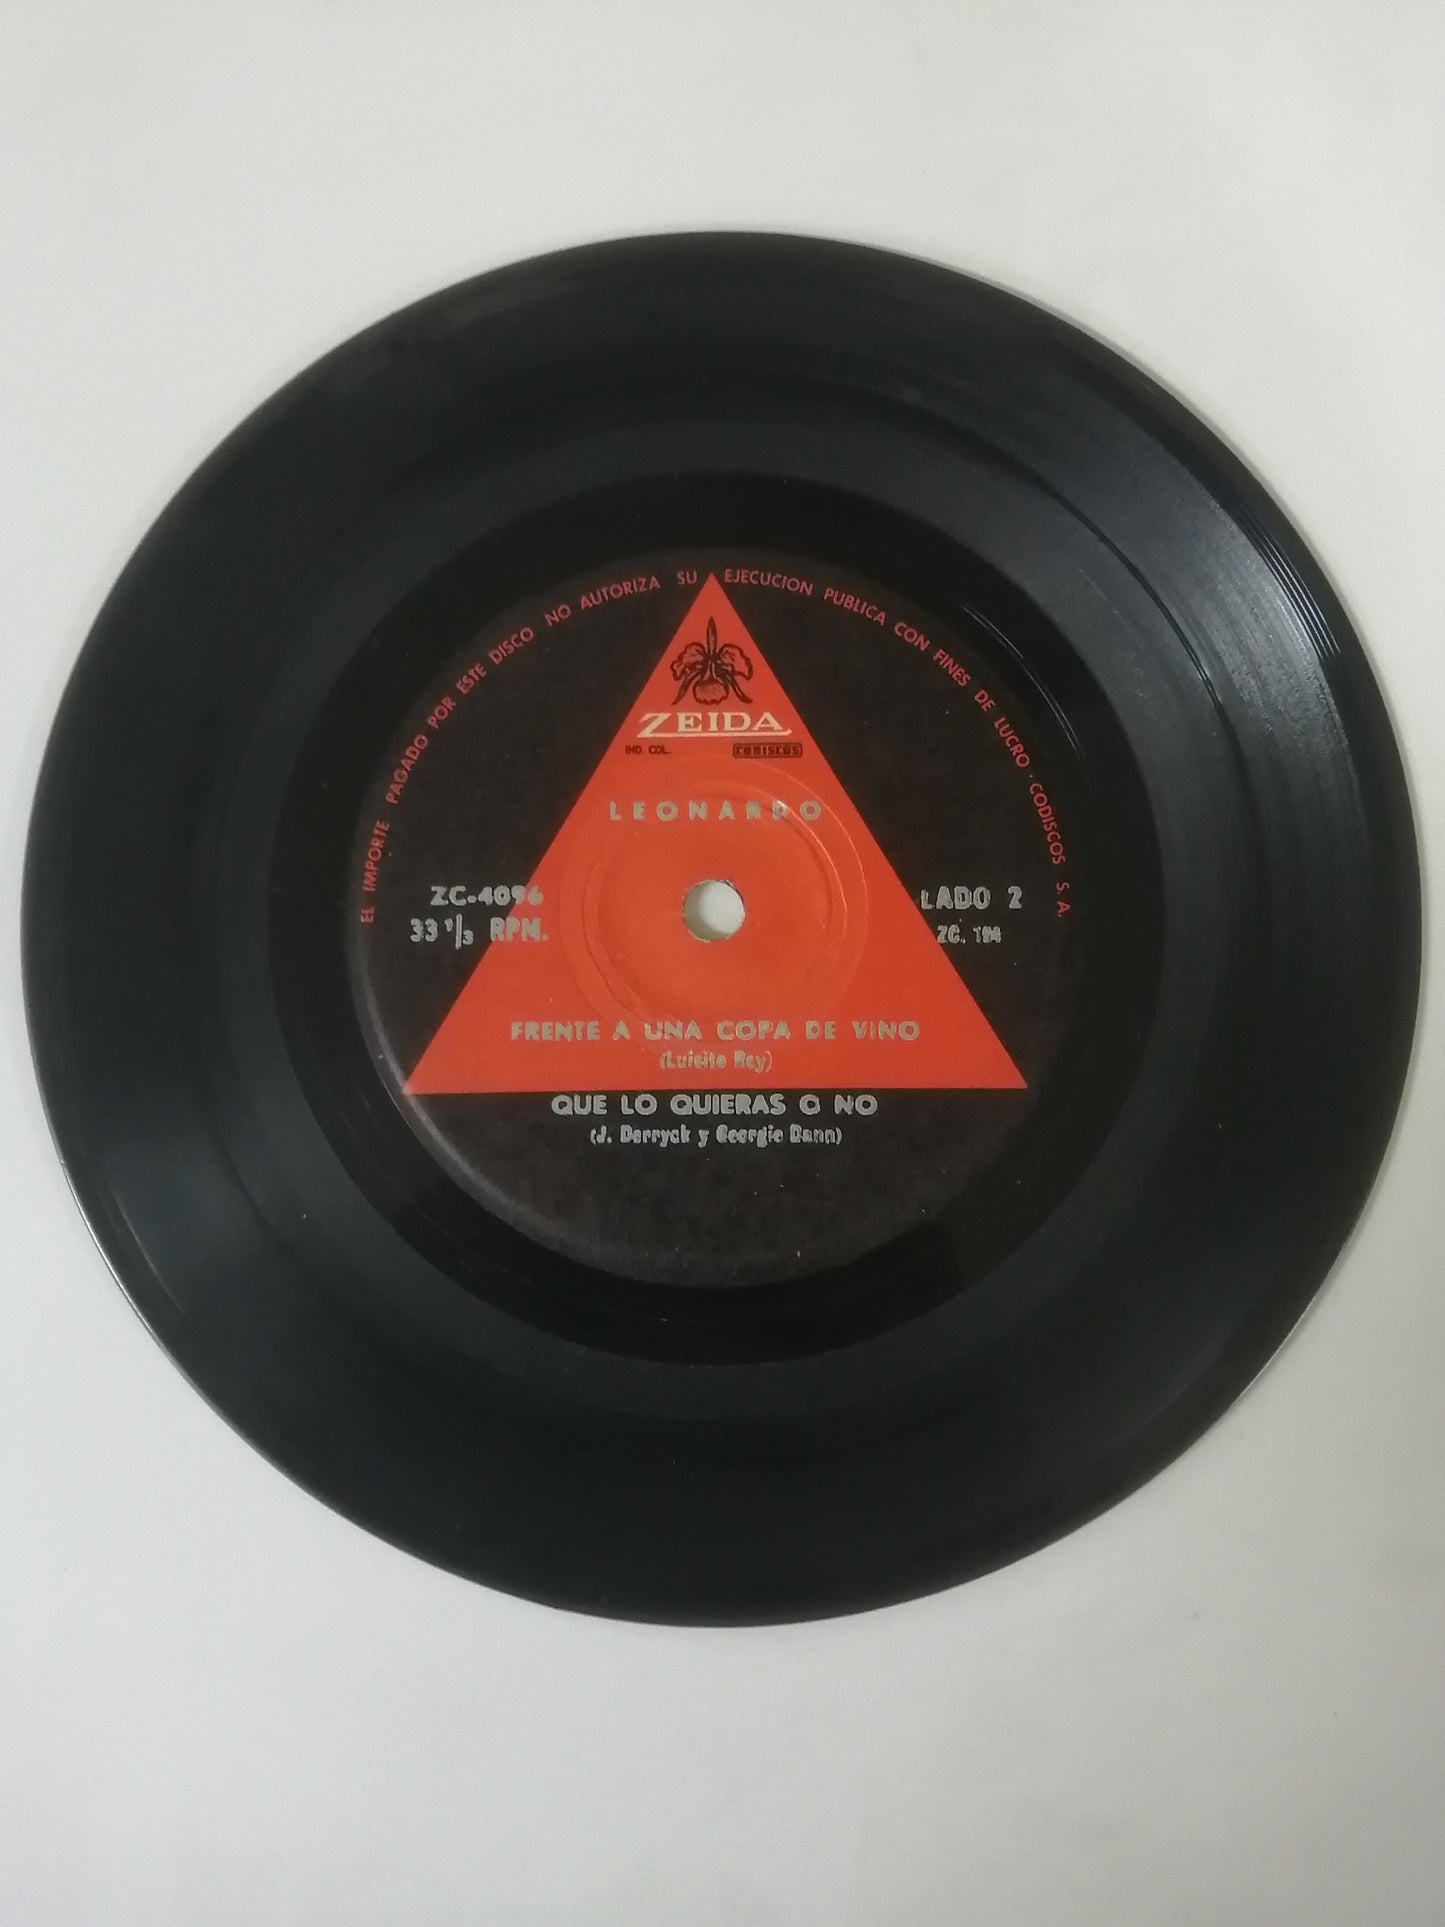 EL IMPORTE PAGADO POR ESTE DISCO NO AUTORIZA SU EJECUCION PUBLICA CON FINES DE LUCRO · CODISCOS S. A.
ZEIDA
IND. COL. CODISCOS
LEONARDO
ZC-4096
33 1/3 RPM.
LADO 2
ZC. 194
FRENTE A UNA COPA DE VINO
(Luisito Rey)
QUE LO QUIERAS O NO
(J. Derryck y Georgie Dann)